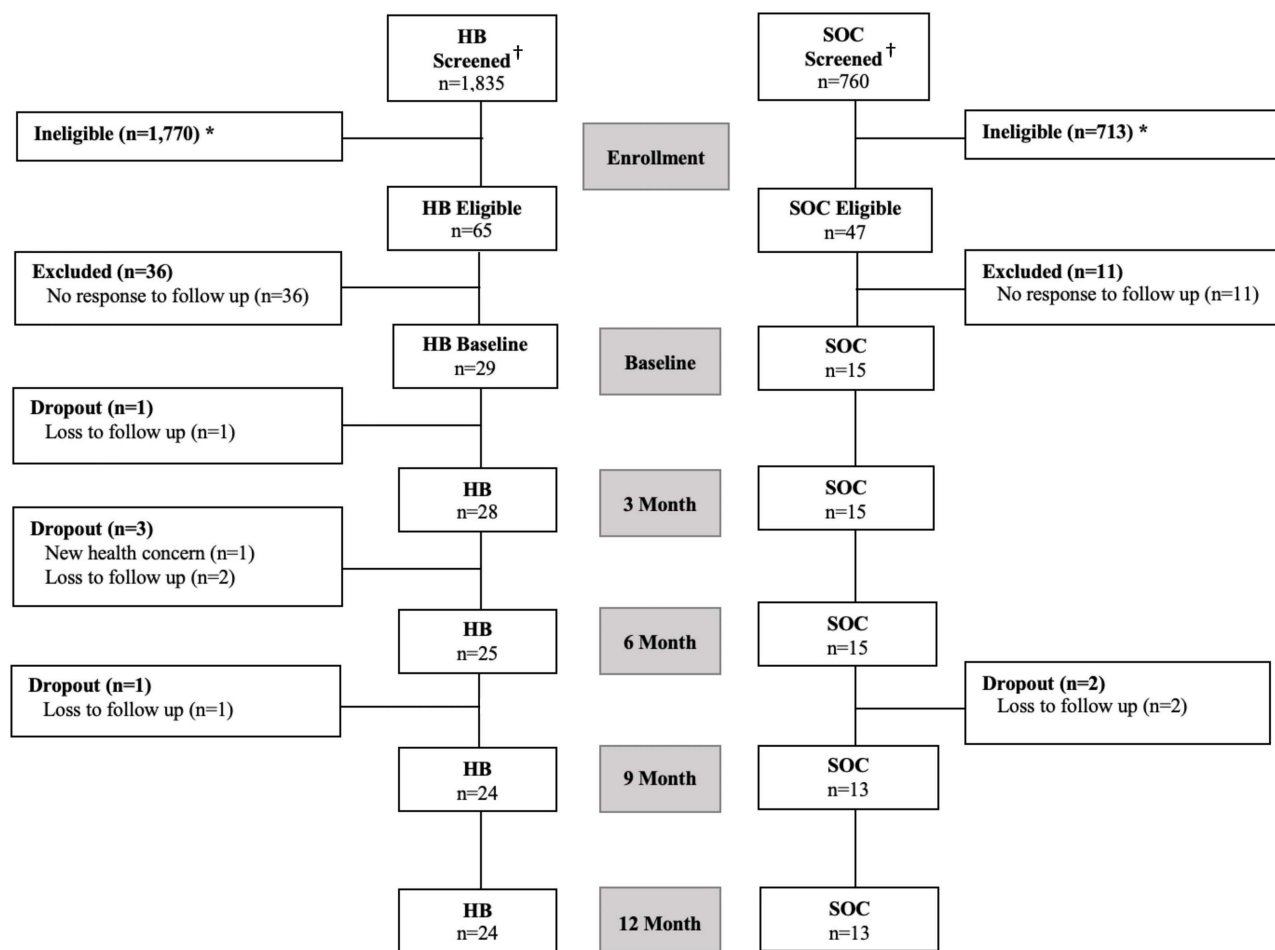 HB
Screened†
n=1,835
SOC
Screened†
n=760
Ineligible (n=1,770) *
Enrollment
Ineligible (n=713) *
HB Eligible
n=65
SOC Eligible
n=47
Excluded (n=36)
No response to follow up (n=36)
Excluded (n=11)
No response to follow up (n=11)
HB Baseline
n=29
Baseline
SOC
n=15
Dropout (n=1)
Loss to follow up (n=1)
HB
n=28
3 Month
SOC
n=15
Dropout (n=3)
New health concern (n=1)
Loss to follow up (n=2)
HB
n=25
6 Month
SOC
n=15
Dropout (n=1)
Loss to follow up (n=1)
Dropout (n=2)
Loss to follow up (n=2)
HB
n=24
9 Month
SOC
n=13
HB
n=24
12 Month
SOC
n=13